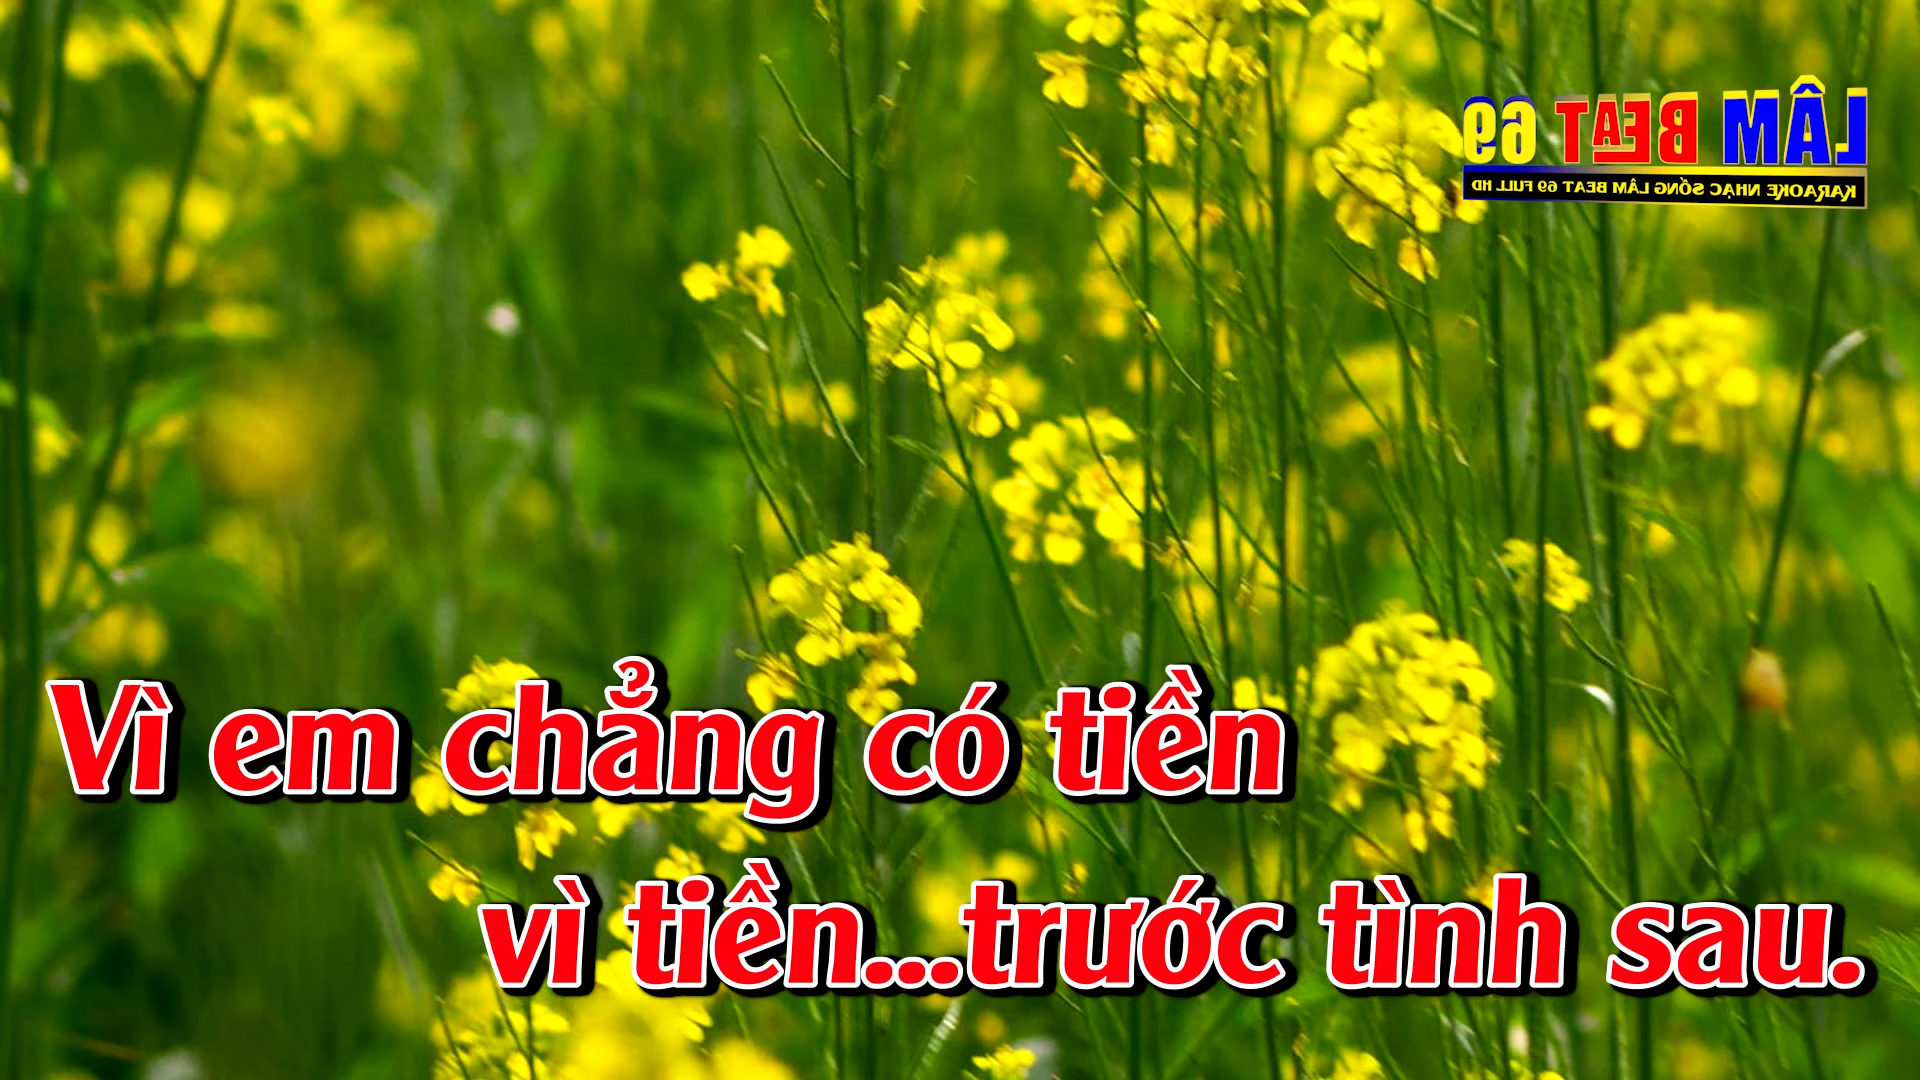 LÂM BEAT 69
KARAOKE NHẠC SỐNG LÂM BEAT 69 FULL HD
Vì em chẳng có tiền
vì tiền...trước tình sau.